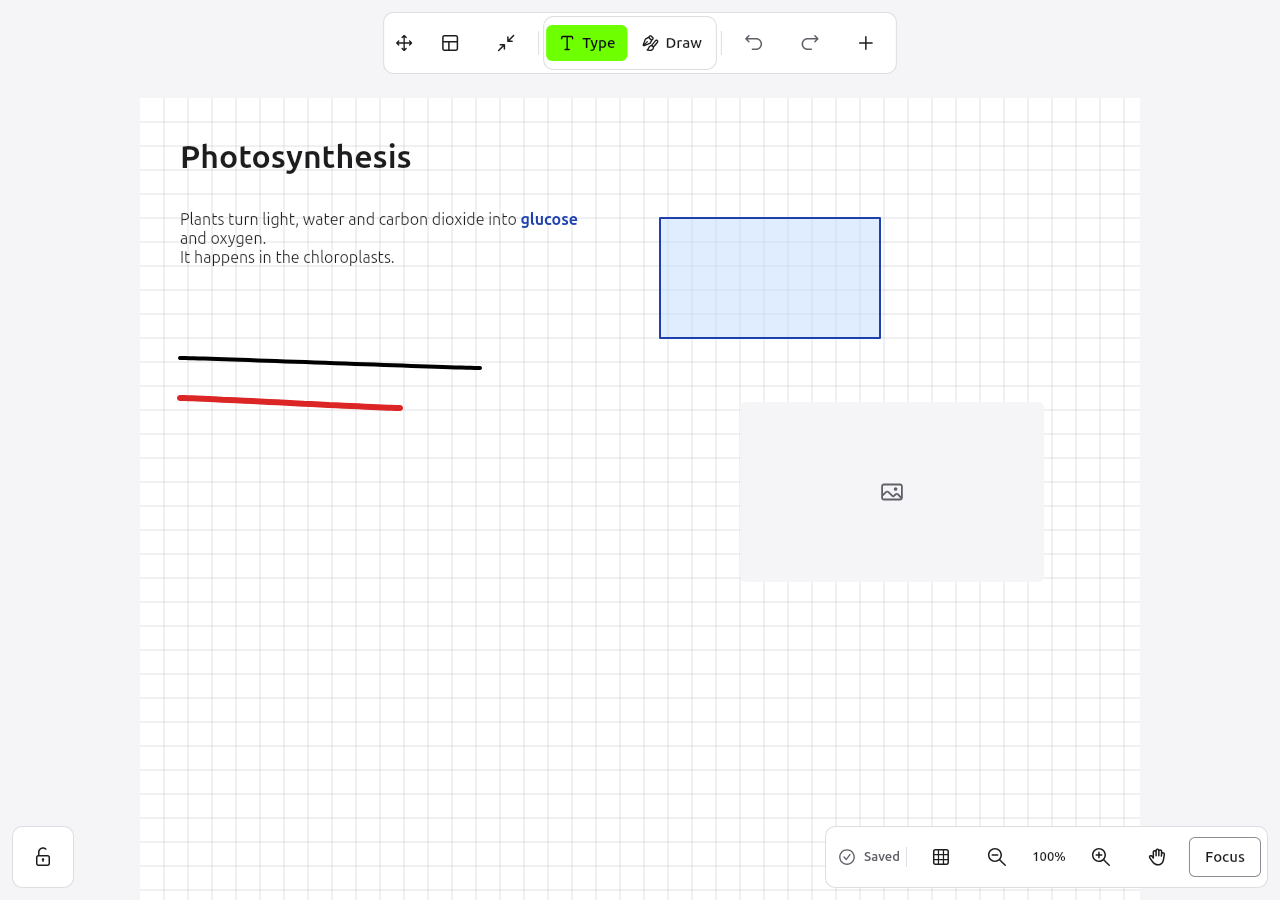 Type
Draw
Photosynthesis
Plants turn light, water and carbon dioxide into glucose
and oxygen.
It happens in the chloroplasts.
Saved
100%
Focus